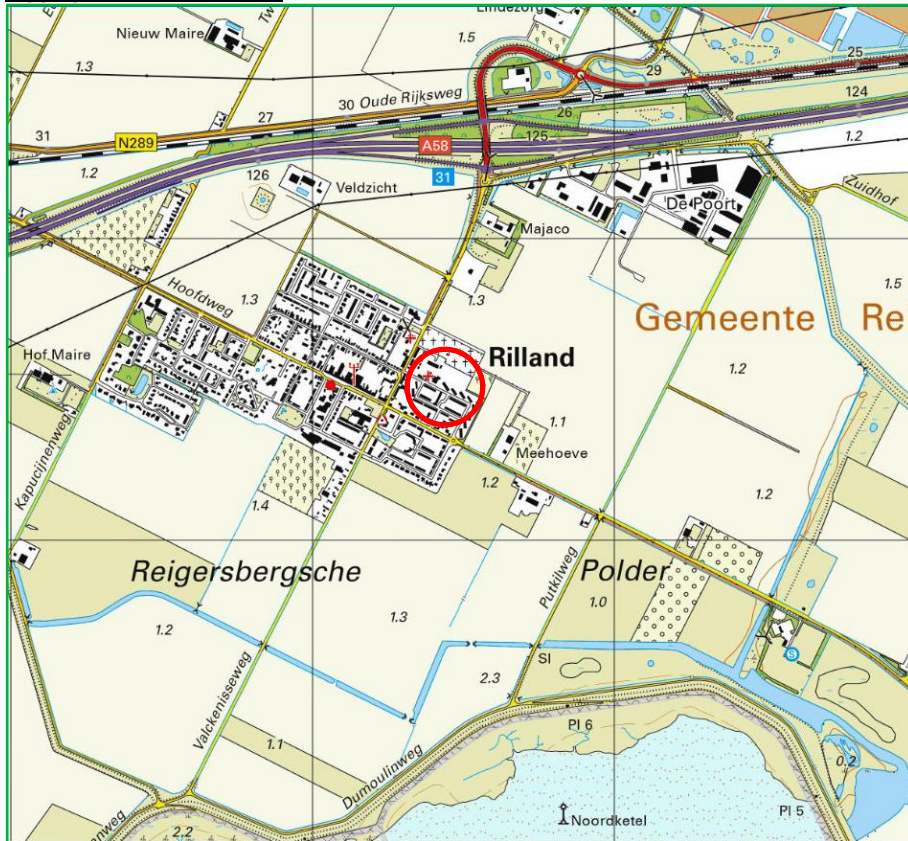 Nieuw Maire
Lindezorg
1.5
1.3
25
29
30 Oude Rijksweg
124
26
27
31
N289
A58
125
1.2
1.2
31
126
Veldzicht
De Poort
Zuidhof
Majaco
1.3
1.5
Hoofdweg
1.3
Gemeente Re
Rilland
Hof Maire
1.2
Kapucijnenweg
1.1
Meehoeve
1.2
1.2
1.4
Reigersbergsche Polder
Putkilweg
1.0
1.3
1.2
SI
S
2.3
Valckenisseweg
Pl 6
1.1
Dumoulinweg
0.2
Pl 5
Noordketel
2.2